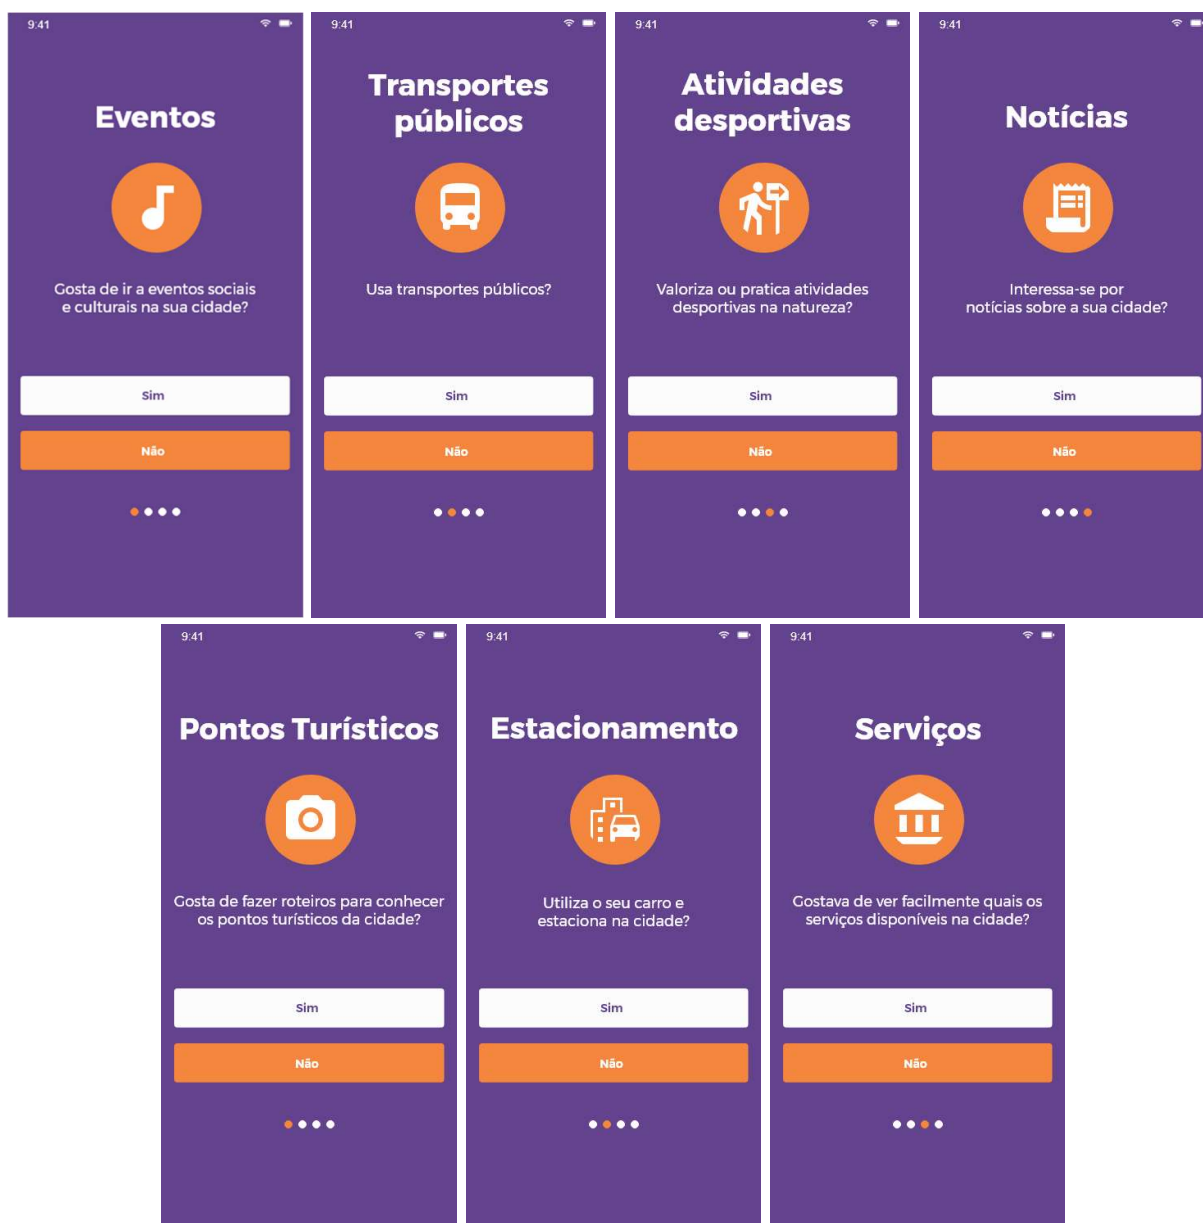 9:41
Eventos
Gosta de ir a eventos sociais
e culturais na sua cidade?
Sim
Não
9:41
Transportes
públicos
Usa transportes públicos?
Sim
Não
9:41
Atividades
desportivas
Valoriza ou pratica atividades
desportivas na natureza?
Sim
Não
9:41
Notícias
Interessa-se por
notícias sobre a sua cidade?
Sim
Não
9:41
Pontos Turísticos
Gosta de fazer roteiros para conhecer
os pontos turísticos da cidade?
Sim
Não
9:41
Estacionamento
Utiliza o seu carro e
estaciona na cidade?
Sim
Não
9:41
Serviços
Gostava de ver facilmente quais os
serviços disponíveis na cidade?
Sim
Não